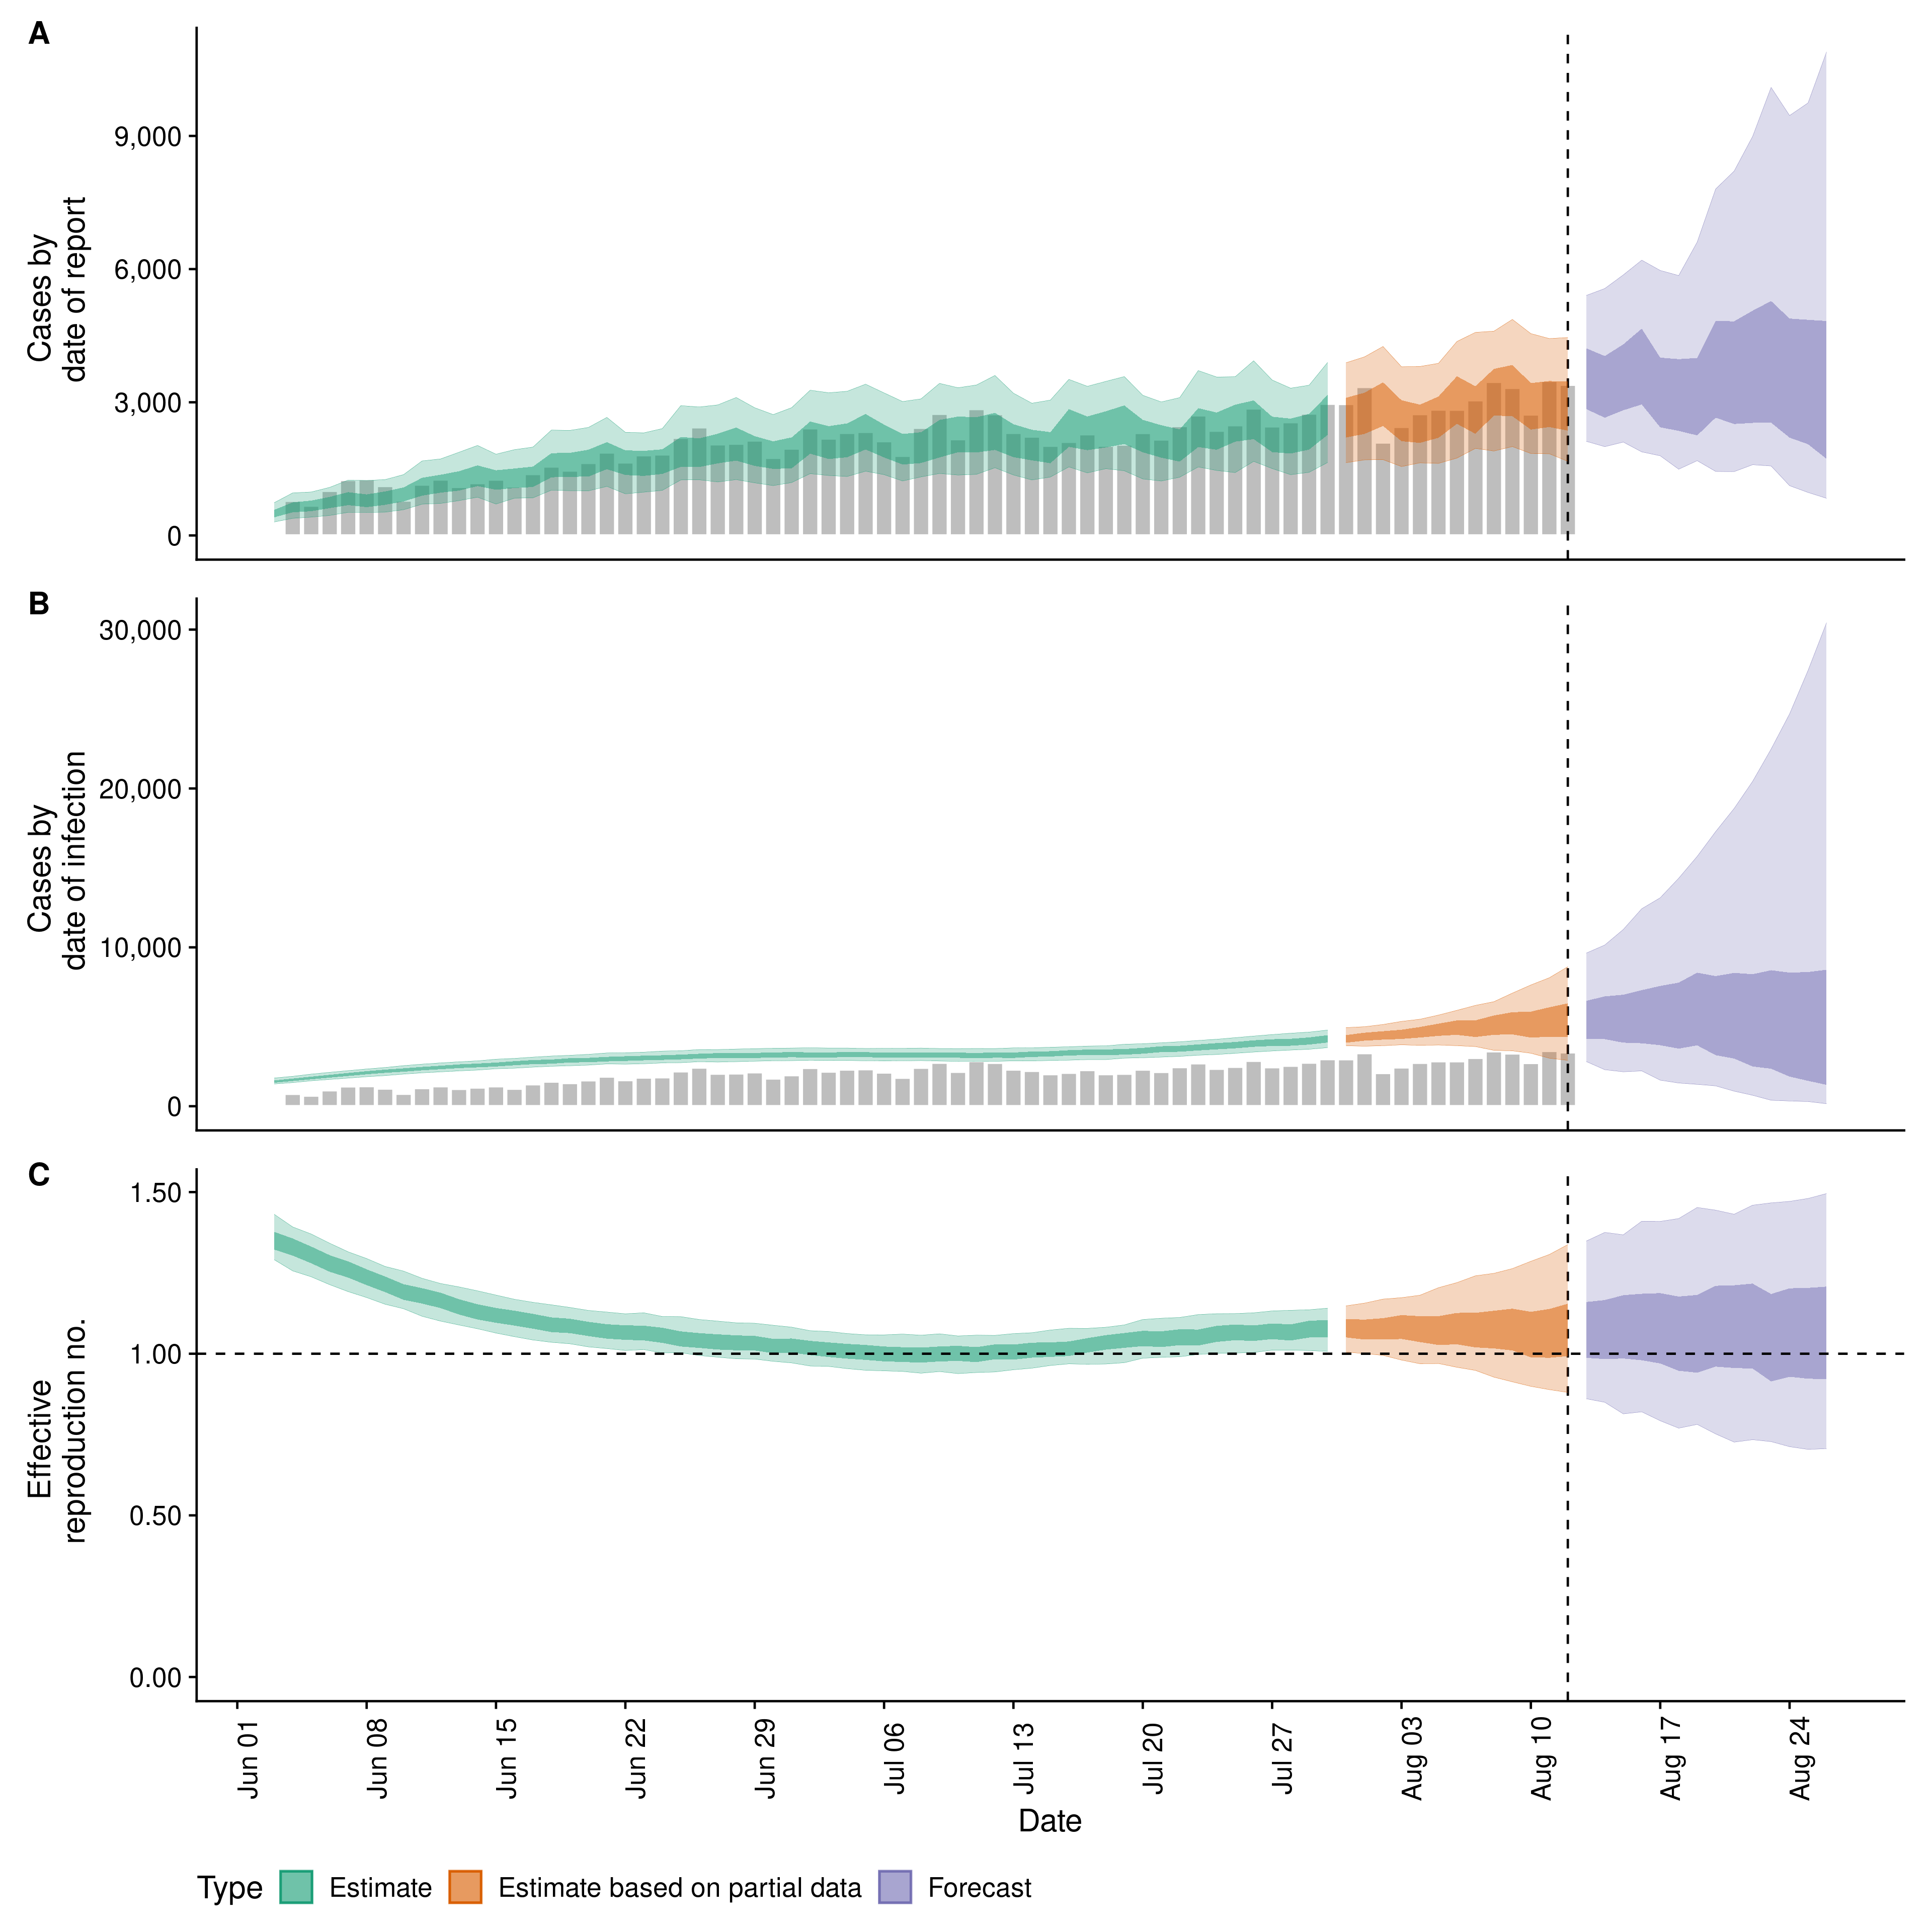 A
Cases by
date of report
9,000
6,000
3,000
0
B
Cases by
date of infection
30,000
20,000
10,000
0
C
Effective
reproduction no.
1.50
1.00
0.50
0.00
Jun 01
Jun 08
Jun 15
Jun 22
Jun 29
Jul 06
Jul 13
Jul 20
Jul 27
Aug 03
Aug 10
Aug 17
Aug 24
Date
Type Estimate Estimate based on partial data Forecast